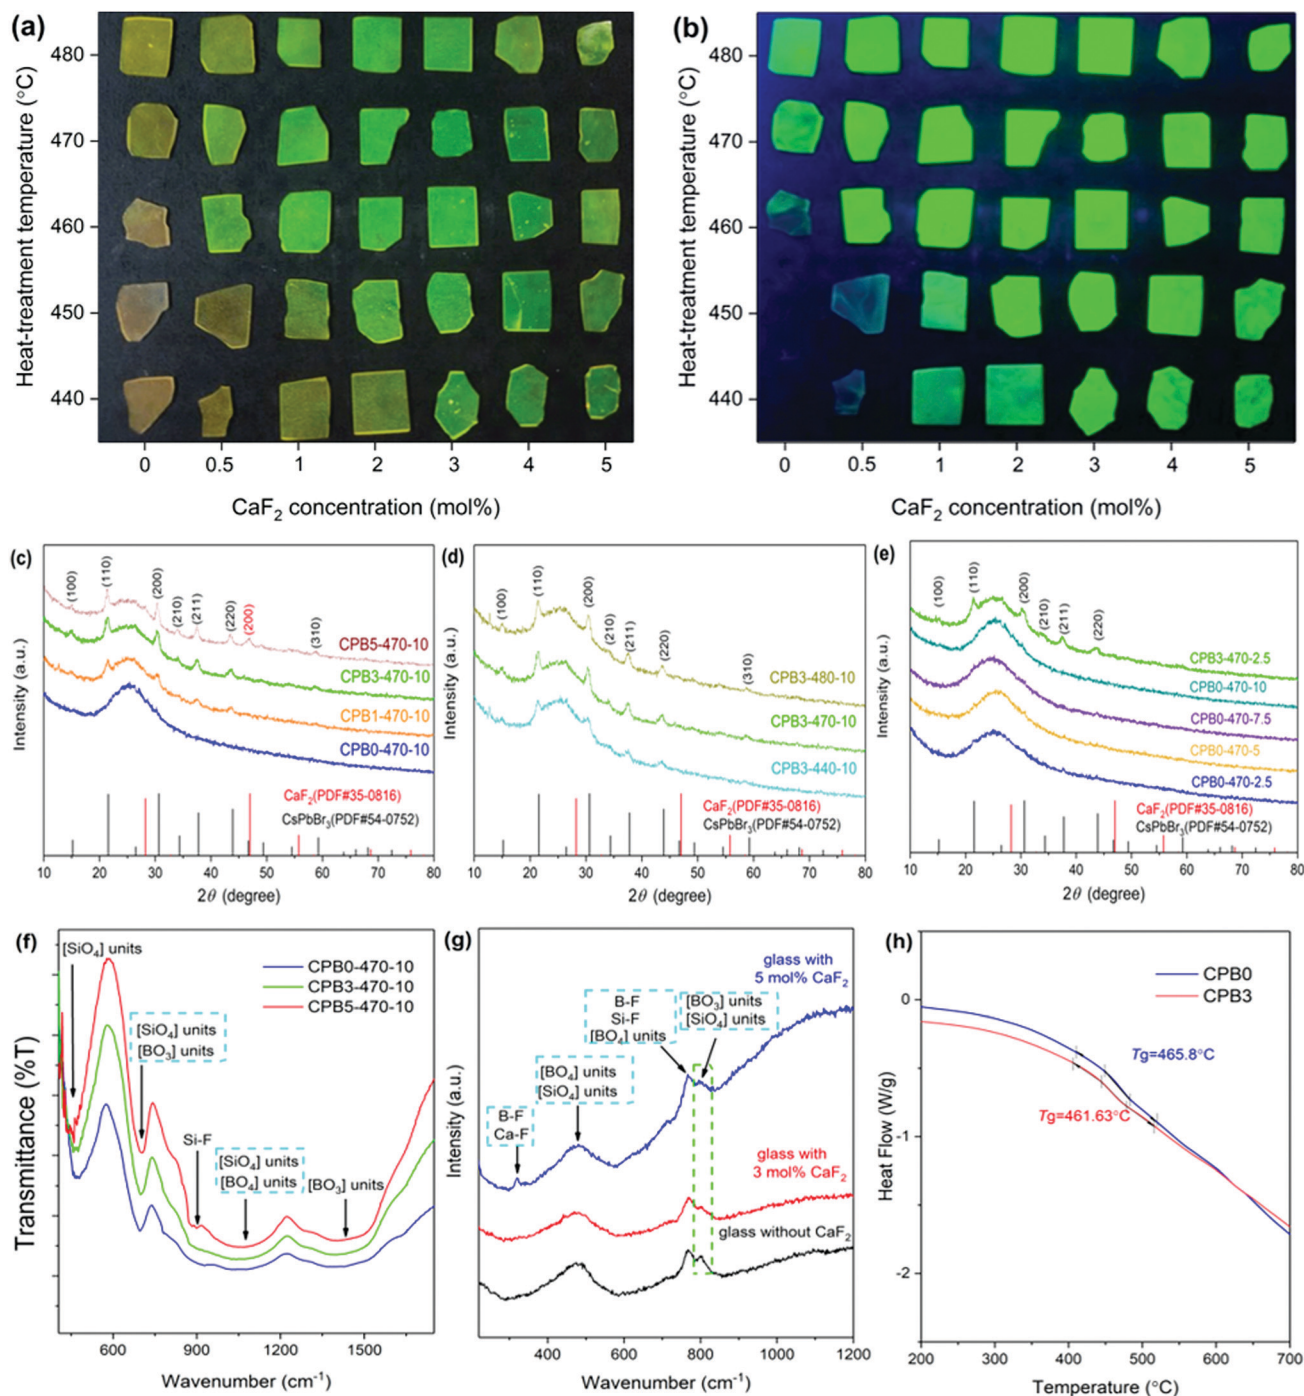 (a)
Heat-treatment temperature (°C)
480
470
460
450
440
0 0.5 1 2 3 4 5
CaF₂ concentration (mol%)
(b)
Heat-treatment temperature (°C)
480
470
460
450
440
0 0.5 1 2 3 4 5
CaF₂ concentration (mol%)
(c)
Intensity (a.u.)
(100) (110) (200) (210) (211) (220) (200) (310)
CPB5-470-10
CPB3-470-10
CPB1-470-10
CPB0-470-10
CaF₂(PDF#35-0816)
CsPbBr₃(PDF#54-0752)
10 20 30 40 50 60 70 80
2θ (degree)
(d)
Intensity (a.u.)
(100) (110) (200) (210) (211) (220) (310)
CPB3-480-10
CPB3-470-10
CPB3-440-10
CaF₂(PDF#35-0816)
CsPbBr₃(PDF#54-0752)
10 20 30 40 50 60 70 80
2θ (degree)
(e)
Intensity (a.u.)
(100) (110) (200) (210) (211) (220)
CPB3-470-2.5
CPB0-470-10
CPB0-470-7.5
CPB0-470-5
CPB0-470-2.5
CaF₂(PDF#35-0816)
CsPbBr₃(PDF#54-0752)
10 20 30 40 50 60 70 80
2θ (degree)
(f)
Transmittance (%T)
[SiO₄] units
CPB0-470-10
CPB3-470-10
CPB5-470-10
[SiO₄] units
[BO₃] units
Si-F
[SiO₄] units
[BO₄] units
[BO₃] units
600 900 1200 1500
Wavenumber (cm⁻¹)
(g)
Intensity (a.u.)
glass with
5 mol% CaF₂
B-F
Si-F
[BO₄] units
[BO₃] units
[SiO₄] units
[BO₄] units
[SiO₄] units
B-F
Ca-F
glass with
3 mol% CaF₂
glass without CaF₂
400 600 800 1000 1200
Wavenumber (cm⁻¹)
(h)
Heat Flow (W/g)
CPB0
CPB3
Tg=465.8°C
Tg=461.63°C
0
-1
-2
200 300 400 500 600 700
Temperature (°C)